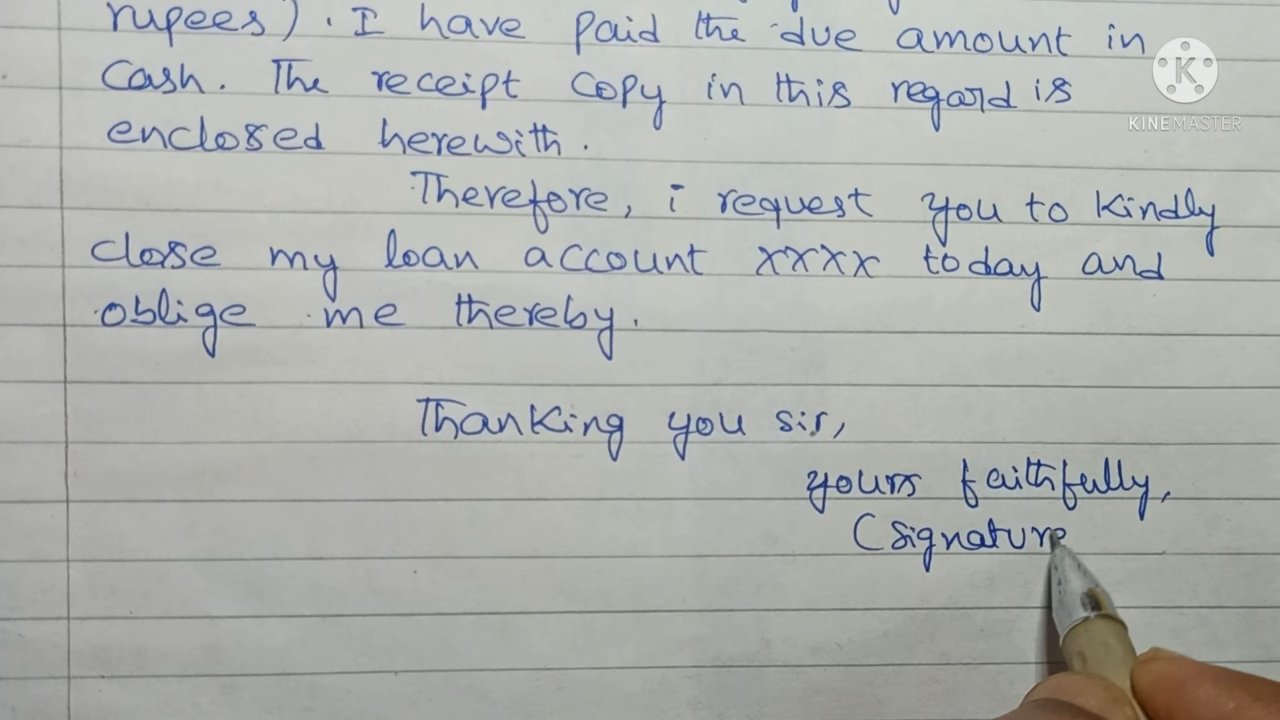 rupees). I have paid the due amount in
Cash. The receipt copy in this regard is
enclosed herewith.
Therefore, i request you to kindly
close my loan account xxxx today and
oblige me thereby.
Thanking you sir,
yours faithfully,
(signature
K
KINEMASTER